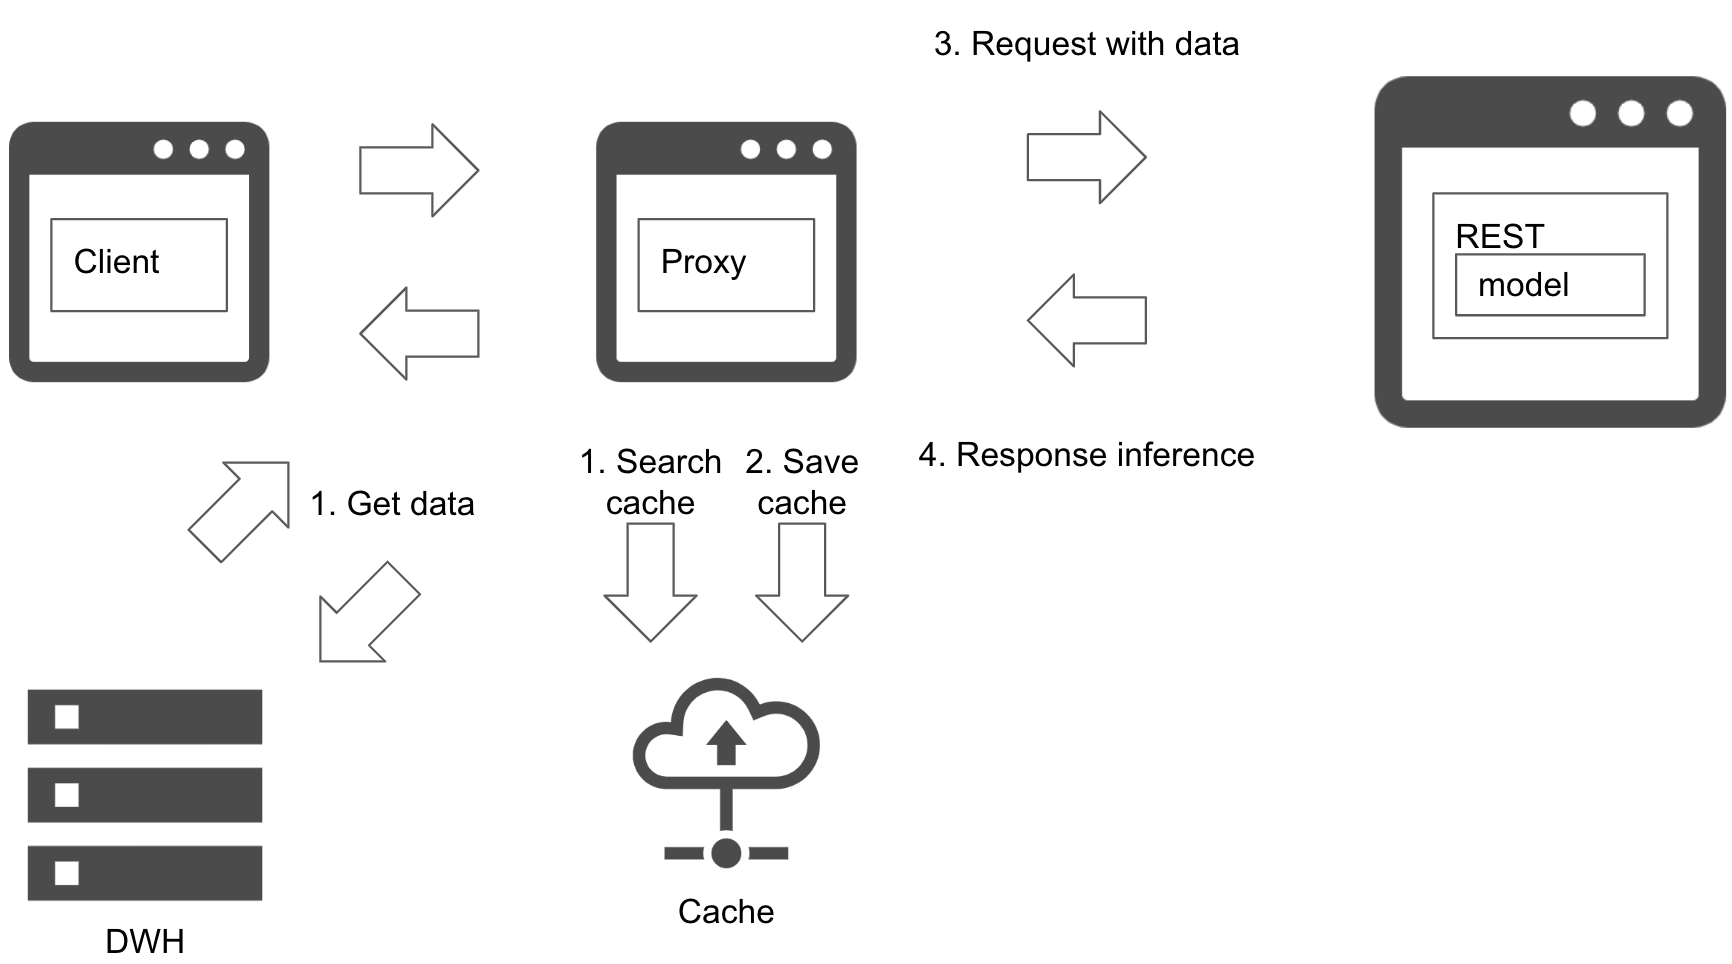 3. Request with data
Client
Proxy
REST
model
1. Get data
1. Search
cache
2. Save
cache
4. Response inference
DWH
Cache